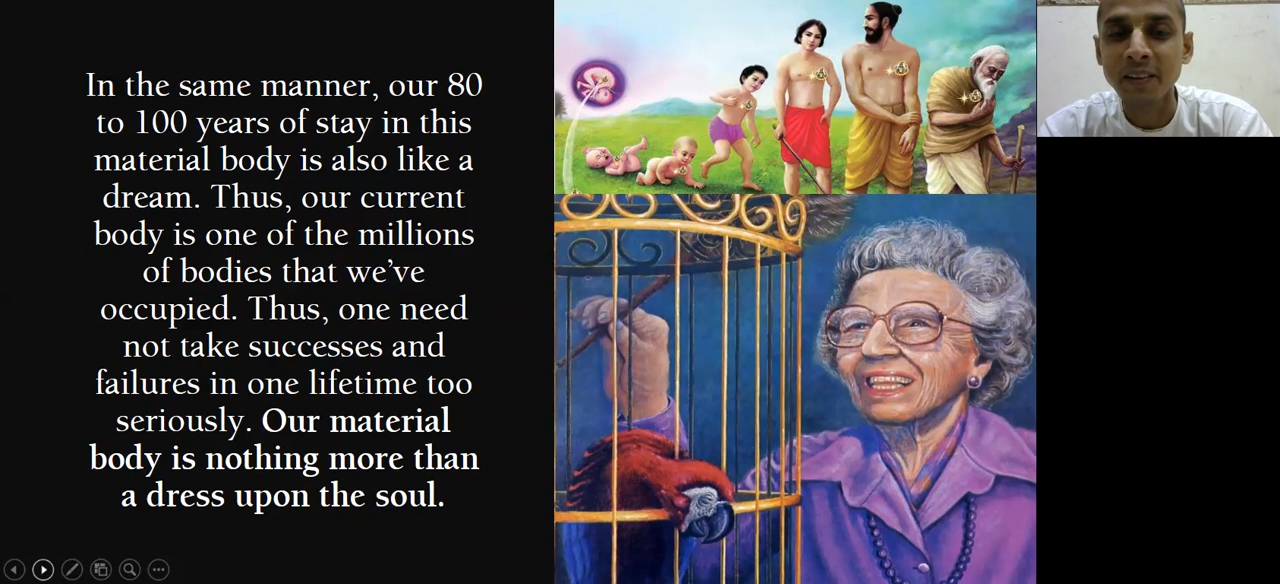 In the same manner, our 80
to 100 years of stay in this
material body is also like a
dream. Thus, our current
body is one of the millions
of bodies that we’ve
occupied. Thus, one need
not take successes and
failures in one lifetime too
seriously. Our material
body is nothing more than
a dress upon the soul.